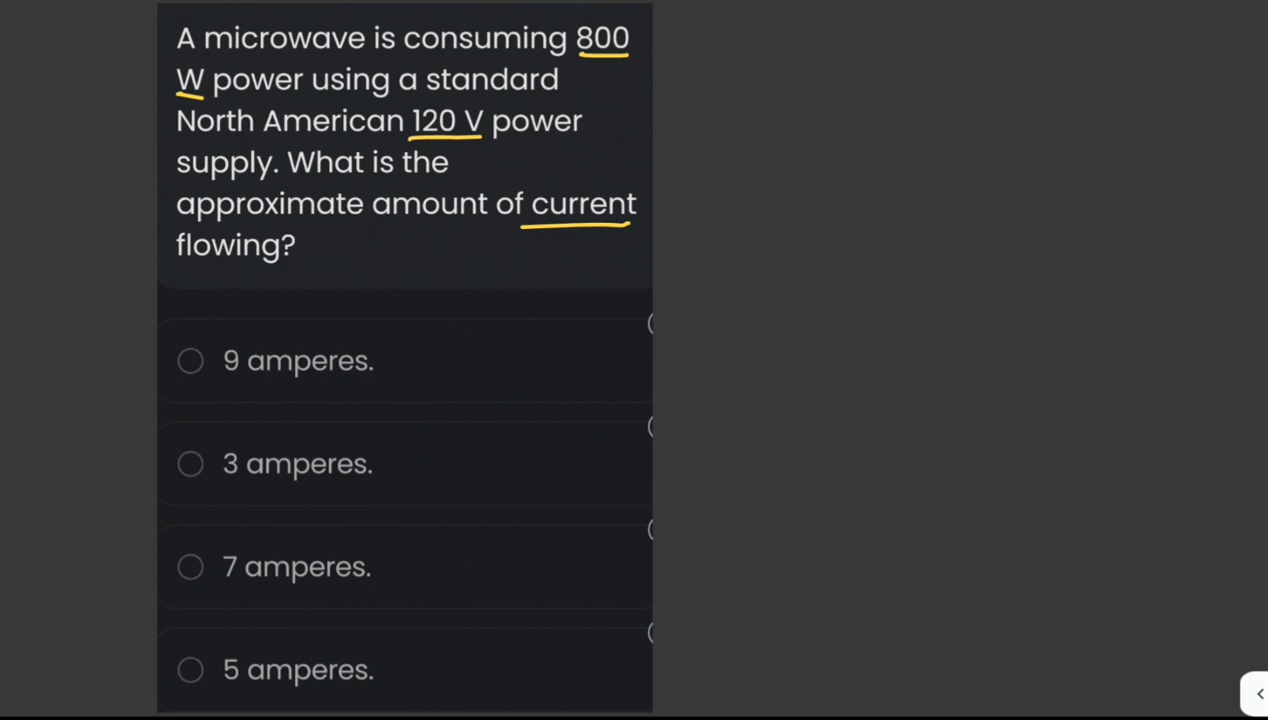 A microwave is consuming 800
W power using a standard
North American 120 V power
supply. What is the
approximate amount of current
flowing?
9 amperes.
3 amperes.
7 amperes.
5 amperes.